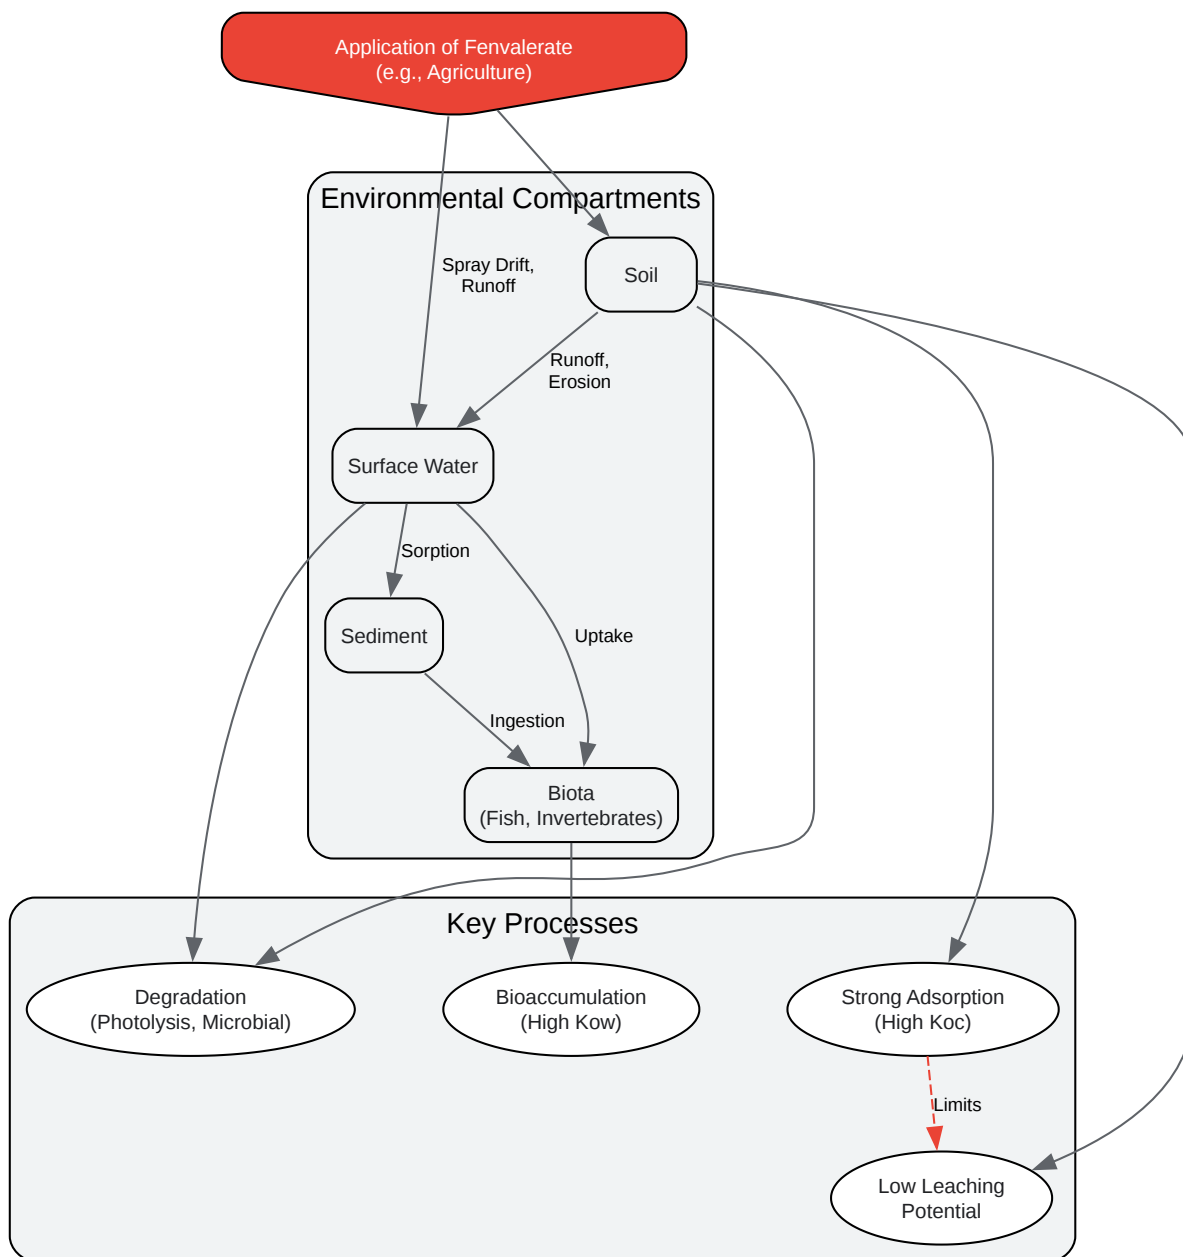 Application of Fenvalerate
(e.g., Agriculture)
Environmental Compartments
Soil
Spray Drift,
Runoff
Runoff,
Erosion
Surface Water
Sorption
Sediment
Uptake
Ingestion
Biota
(Fish, Invertebrates)
Key Processes
Degradation
(Photolysis, Microbial)
Bioaccumulation
(High Kow)
Strong Adsorption
(High Koc)
Limits
Low Leaching
Potential